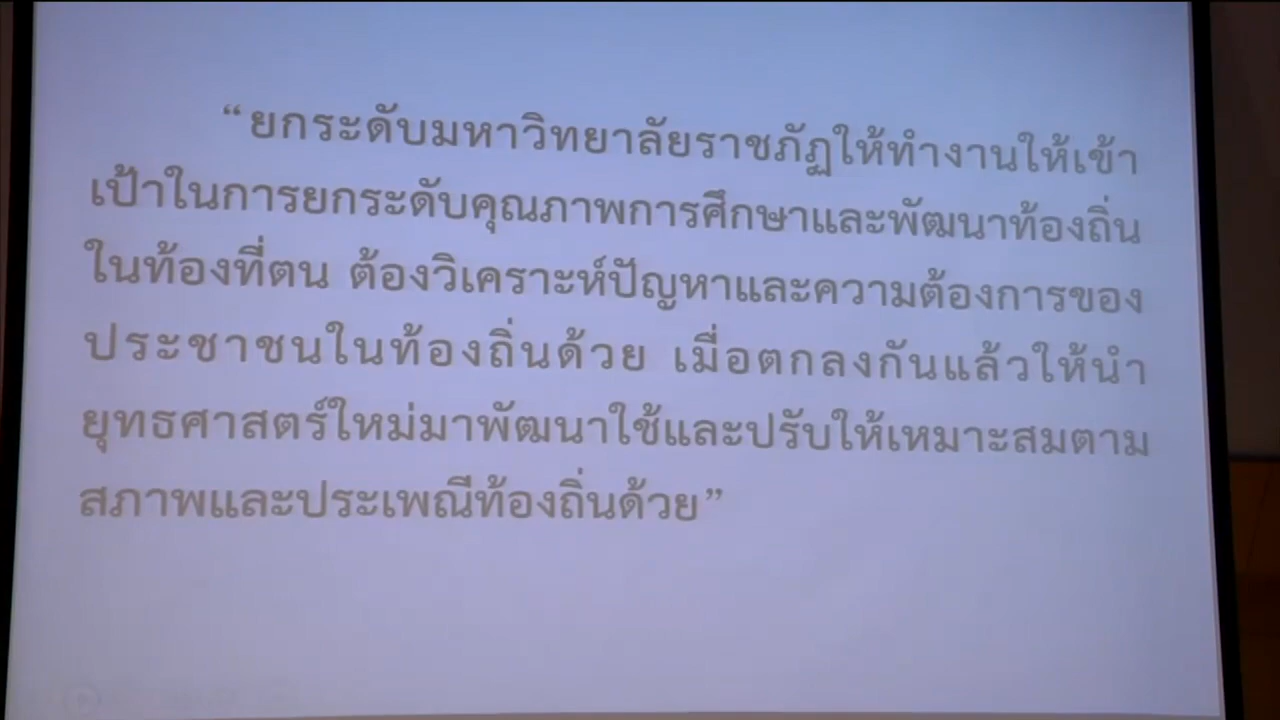 “ยกระดับมหาวิทยาลัยราชภัฏให้ทำงานให้เข้า
เป้าในการยกระดับคุณภาพการศึกษาและพัฒนาท้องถิ่น
ในท้องที่ตน ต้องวิเคราะห์ปัญหาและความต้องการของ
ประชาชนในท้องถิ่นด้วย เมื่อตกลงกันแล้วให้นำ
ยุทธศาสตร์ใหม่มาพัฒนาใช้และปรับให้เหมาะสมตาม
สภาพและประเพณีท้องถิ่นด้วย”